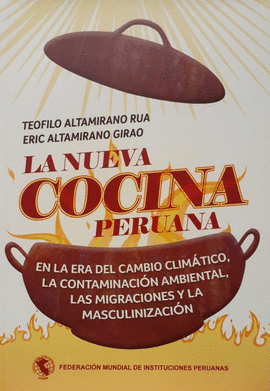 TEOFILO ALTAMIRANO RUA
ERIC ALTAMIRANO GIRAO
LA NUEVA
COCINA
PERUANA
EN LA ERA DEL CAMBIO CLIMÁTICO,
LA CONTAMINACIÓN AMBIENTAL,
LAS MIGRACIONES Y LA
MASCULINIZACIÓN
FEDERACIÓN MUNDIAL DE INSTITUCIONES PERUANAS